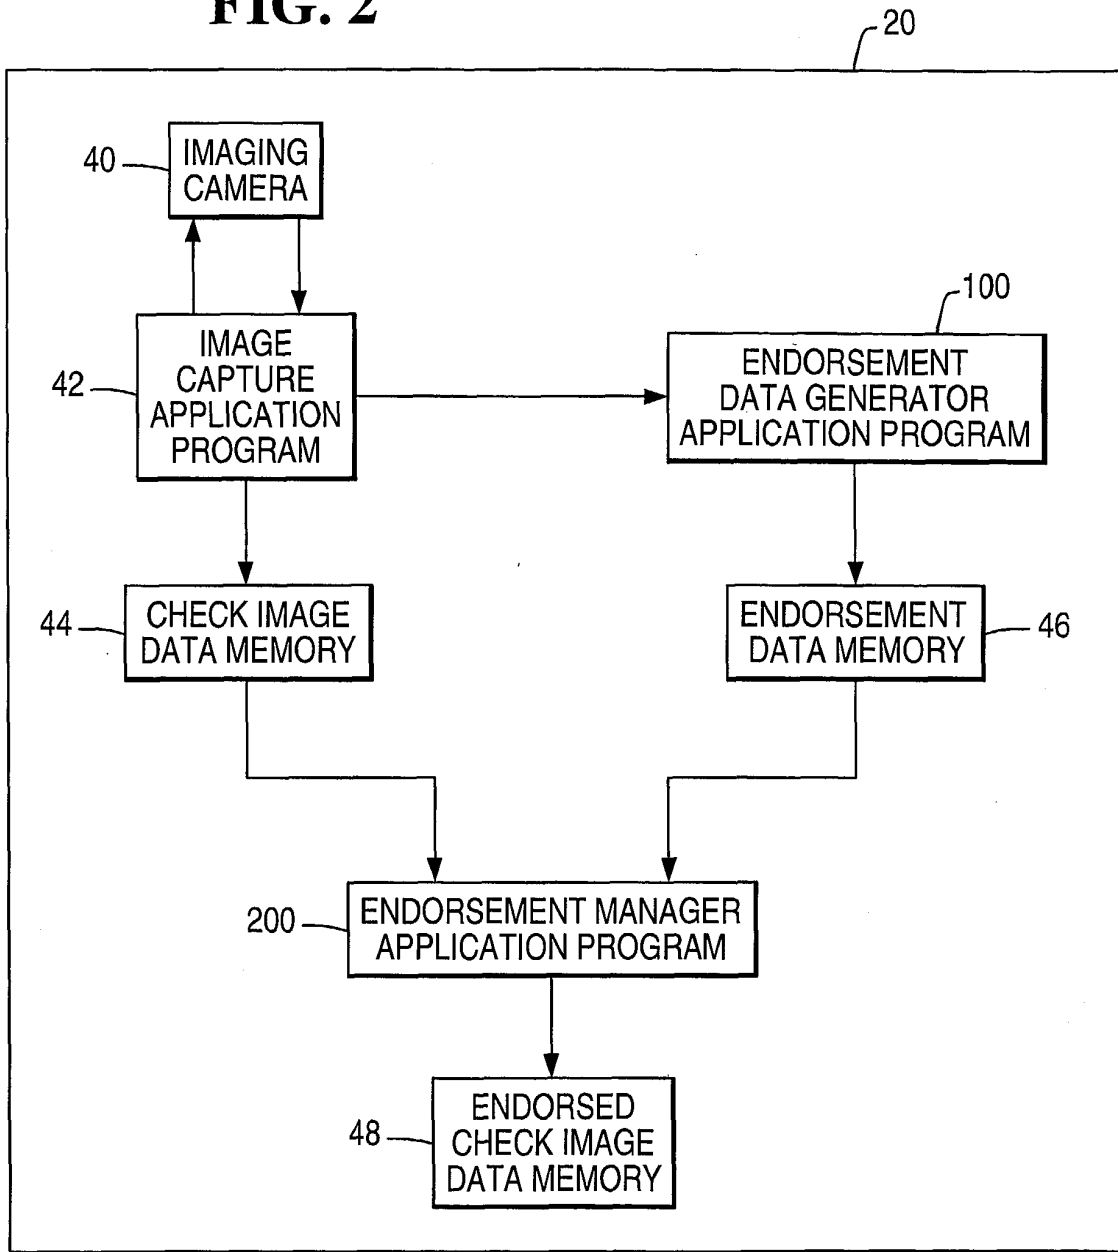 FIG. 2
20
40
IMAGING
CAMERA
100
42
IMAGE
CAPTURE
APPLICATION
PROGRAM
ENDORSEMENT
DATA GENERATOR
APPLICATION PROGRAM
44
CHECK IMAGE
DATA MEMORY
ENDORSEMENT
DATA MEMORY
46
200
ENDORSEMENT MANAGER
APPLICATION PROGRAM
48
ENDORSED
CHECK IMAGE
DATA MEMORY